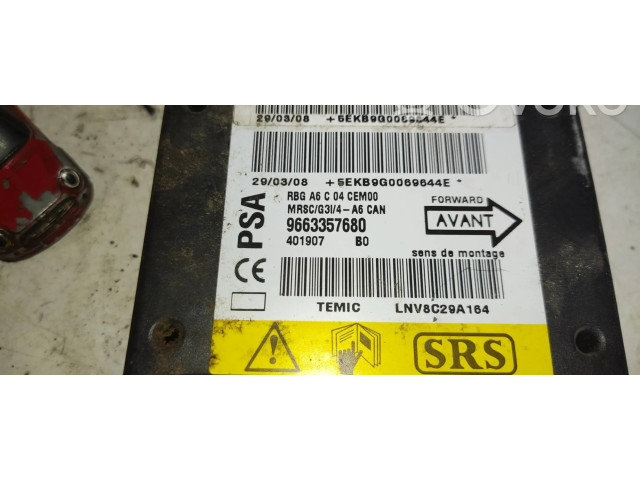 29/03/08 +5EKB9G0069644E *
29/03/08 +5EKB9G0069644E *
PSA
CE
RBG A6 C 04 CEM00
MRSC/G3I/4- A6 CAN
9663357680
401907 B0
FORWARD
AVANT
sens de montage
TEMIC LNV8C29A164
SRS